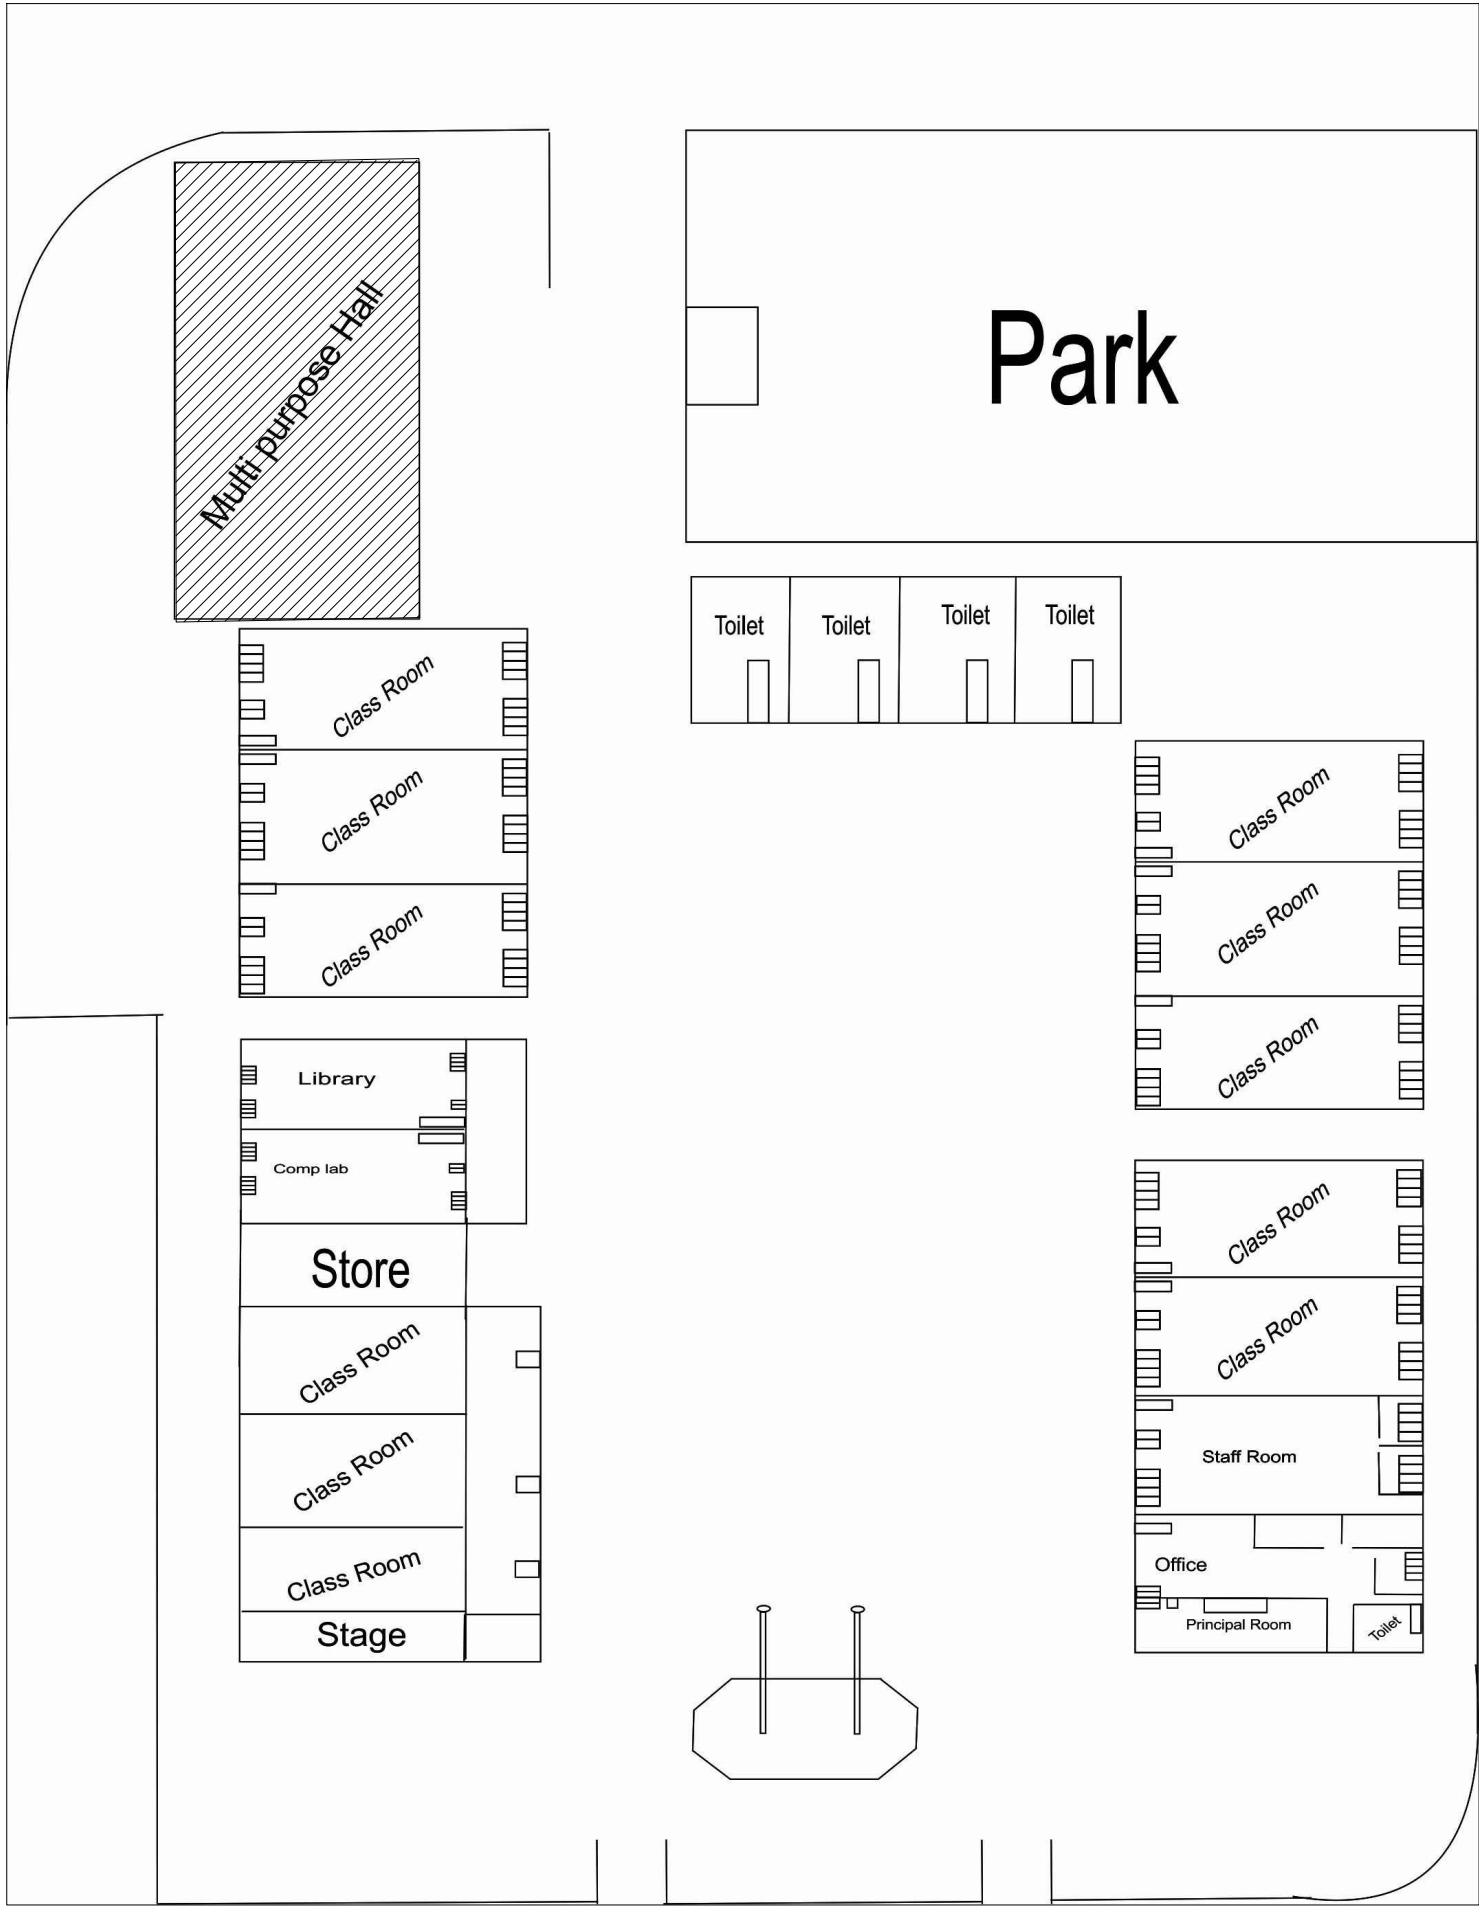 Park
Multi purpose Hall
Toilet
Toilet
Toilet
Toilet
Class Room
Class Room
Class Room
Class Room
Class Room
Class Room
Library
Comp lab
Store
Class Room
Class Room
Class Room
Stage
Class Room
Class Room
Staff Room
Office
Principal Room
Toilet